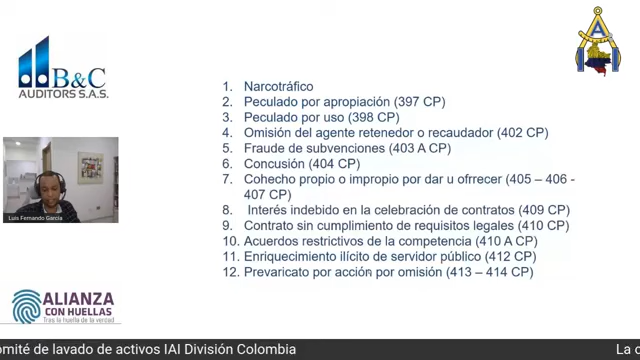 B&C
AUDITORS S.A.S.
A
1. Narcotráfico
2. Peculado por apropiación (397 CP)
3. Peculado por uso (398 CP)
4. Omisión del agente retenedor o recaudador (402 CP)
5. Fraude de subvenciones (403 A CP)
6. Concusión (404 CP)
7. Cohecho propio o impropio por dar u ofrrecer (405 – 406 -
407 CP)
8. Interés indebido en la celebración de contratos (409 CP)
9. Contrato sin cumplimiento de requisitos legales (410 CP)
10. Acuerdos restrictivos de la competencia (410 A CP)
11. Enriquecimiento ilícito de servidor público (412 CP)
12. Prevaricato por acción por omisión (413 – 414 CP)
Luis Fernando García
ALIANZA
CON HUELLAS
Tras la huella de la verdad
omité de lavado de activos IAI División Colombia
La c